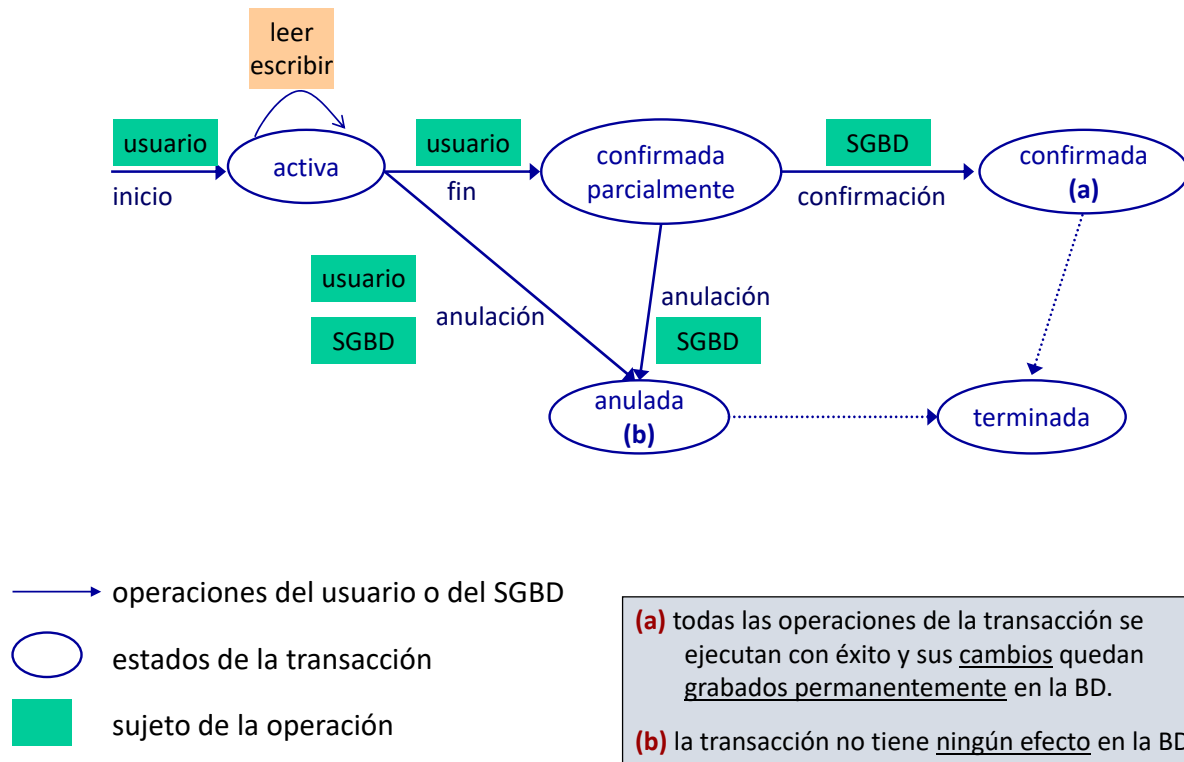 leer
escribir
usuario
usuario
SGBD
activa
confirmada
parcialmente
confirmada
(a)
inicio
fin
confirmación
usuario
SGBD
anulación
anulación
SGBD
anulada
(b)
terminada
operaciones del usuario o del SGBD
estados de la transacción
sujeto de la operación
(a) todas las operaciones de la transacción se
ejecutan con éxito y sus cambios quedan
grabados permanentemente en la BD.
(b) la transacción no tiene ningún efecto en la BD